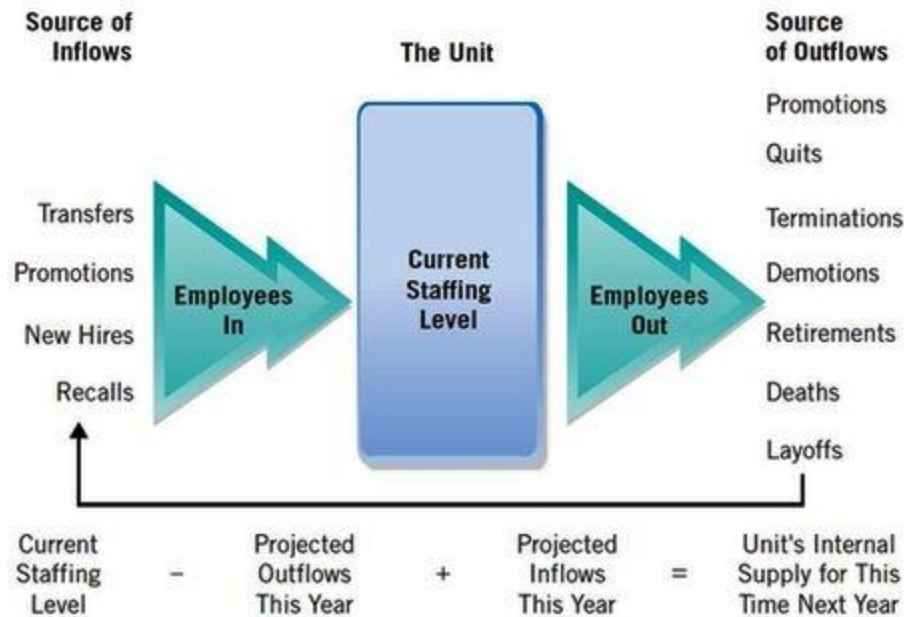 Source of
Inflows
The Unit
Source
of Outflows
Transfers
Promotions
New Hires
Recalls
Employees
In
Current
Staffing
Level
Employees
Out
Promotions
Quits
Terminations
Demotions
Retirements
Deaths
Layoffs
Current
Staffing
Level
–
Projected
Outflows
This Year
+
Projected
Inflows
This Year
=
Unit's Internal
Supply for This
Time Next Year